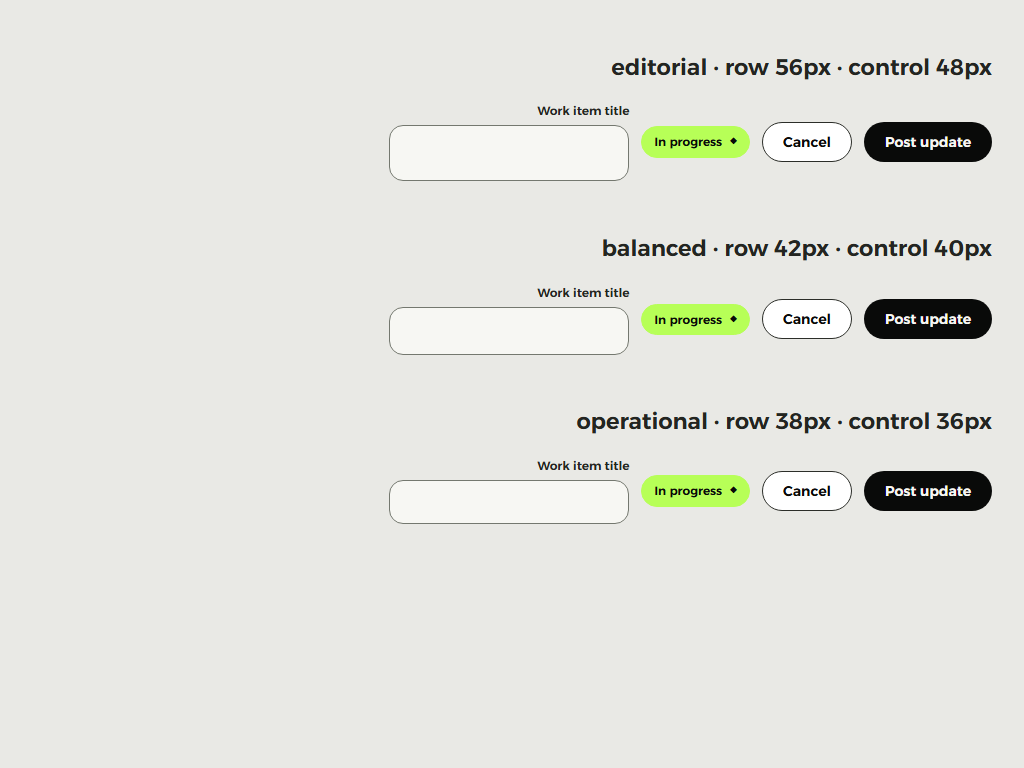 editorial · row 56px · control 48px
Work item title
In progress ◆ Cancel Post update
balanced · row 42px · control 40px
Work item title
In progress ◆ Cancel Post update
operational · row 38px · control 36px
Work item title
In progress ◆ Cancel Post update